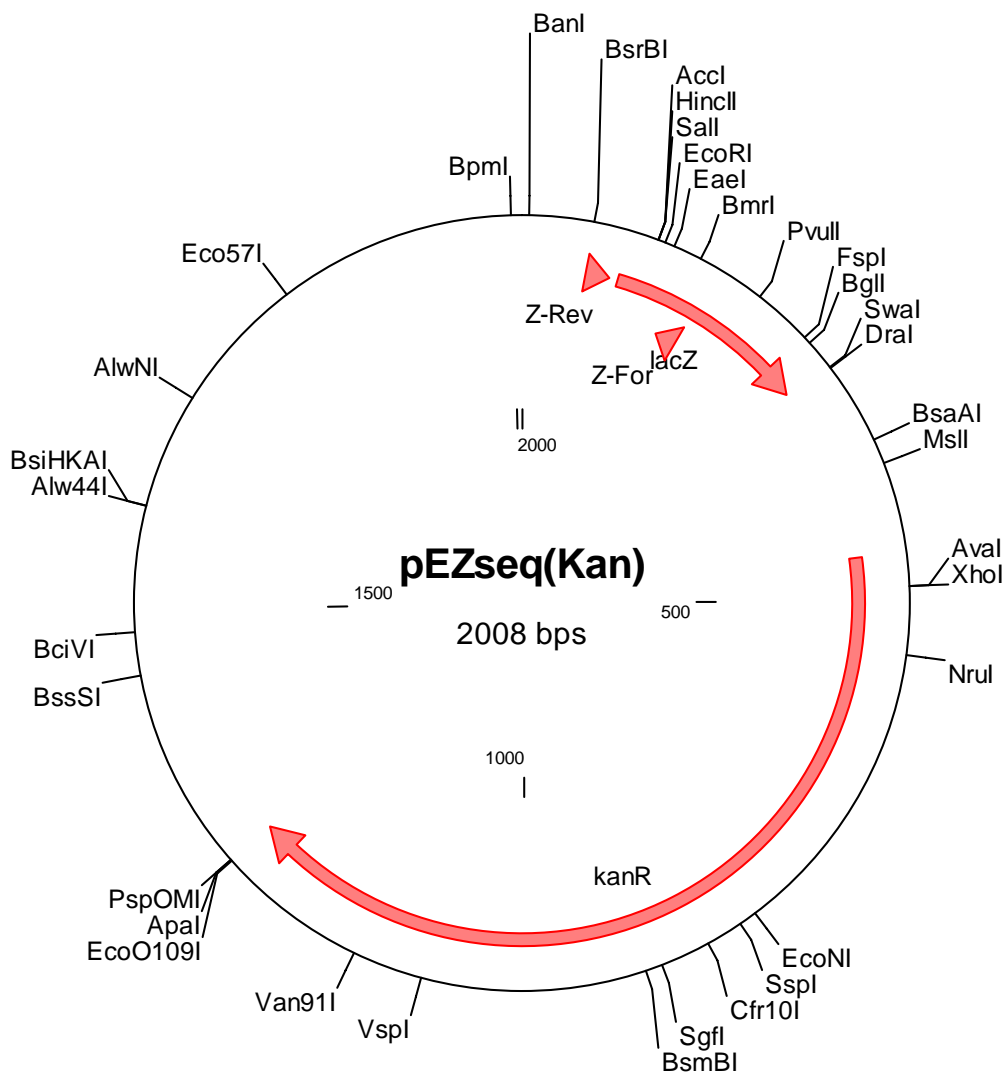 BanI
BsrBI
AccI
HincII
SalI
EcoRI
EaeI
BmrI
PvuII
FspI
BglI
SwaI
DraI
BsaAI
MslI
AvaI
XhoI
NruI
EcoNI
SspI
Cfr10I
SgfI
BsmBI
VspI
Van91I
EcoO109I
ApaI
PspOMI
BssSI
BciVI
Alw44I
BsiHKAI
AlwNI
Eco57I
BpmI
Z-Rev
Z-For
lacZ
2000
pEZseq(Kan)
2008 bps
1500
500
1000
kanR